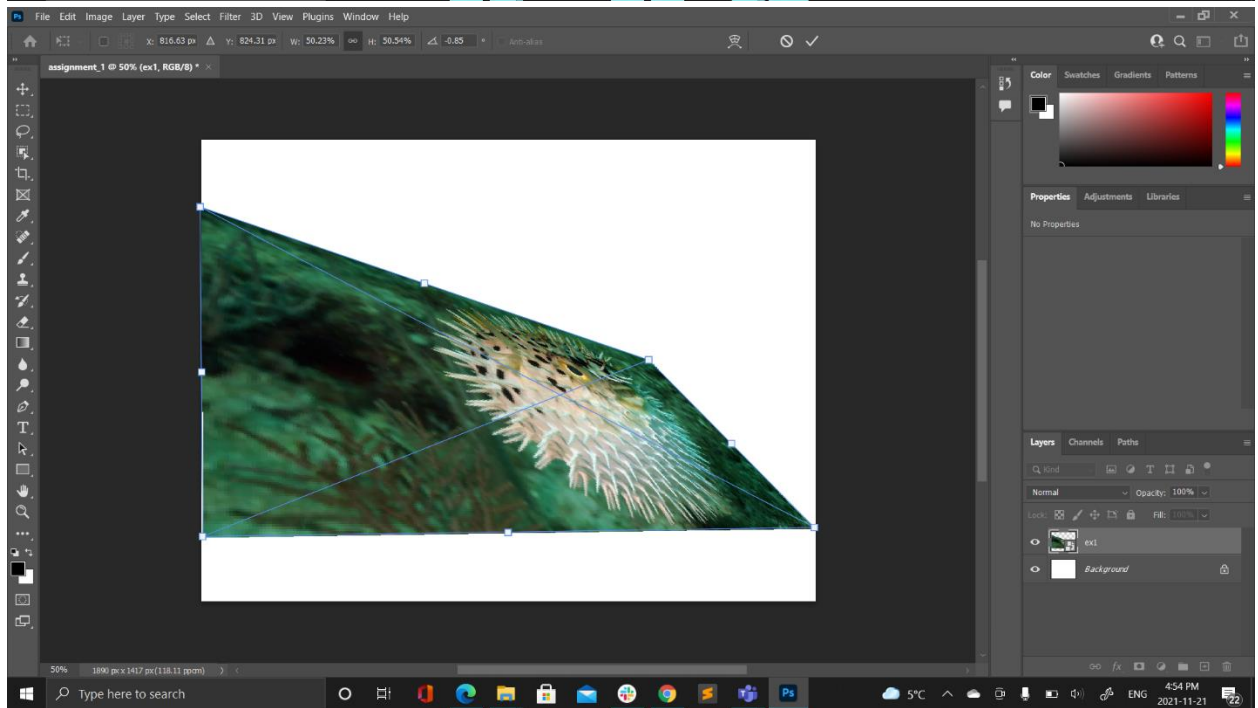 Ps File Edit Image Layer Type Select Filter 3D View Plugins Window Help
X: 816.63 px Y: 824.31 px W: 50.23% H: 50.54% -0.85 ° Anti-alias
assignment_1 @ 50% (ex1, RGB/8) * ×
Color Swatches Gradients Patterns
Properties Adjustments Libraries
No Properties
Layers Channels Paths
Kind
Normal Opacity: 100%
Lock: Fill: 100%
ex1
Background
50% 1890 px x 1417 px (118.11 ppcm)
Type here to search
Ps
5°C ENG 4:54 PM
2021-11-21
22